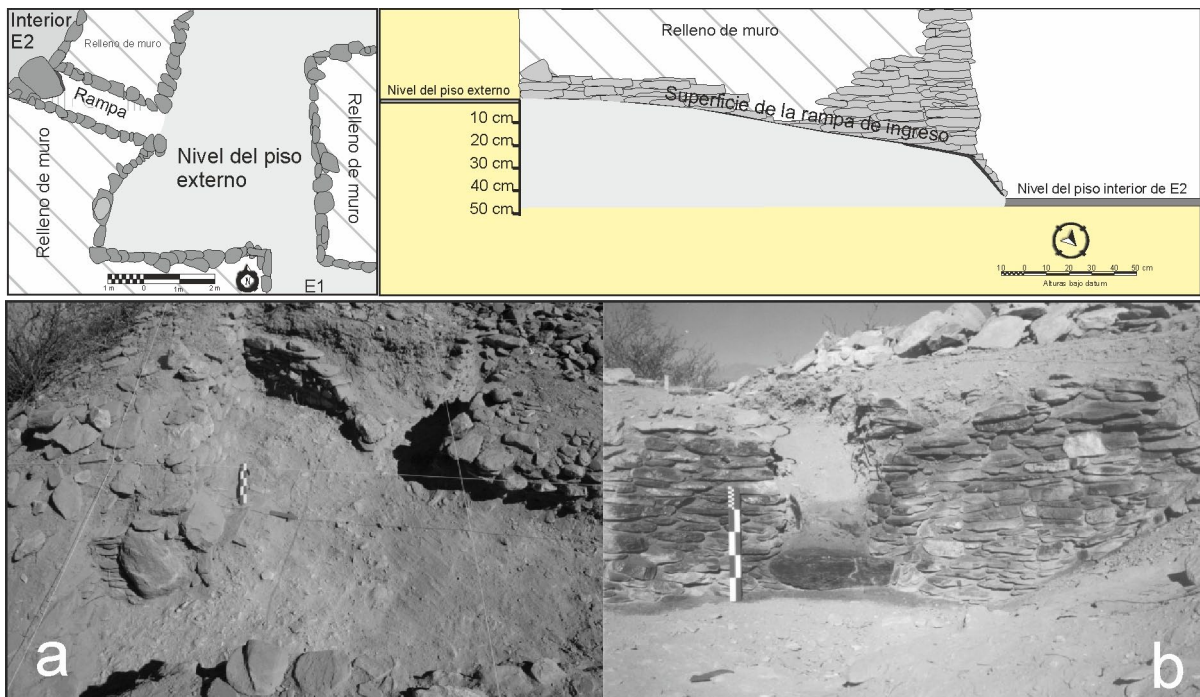 Interior
E2
Relleno de muro
Rampa
Relleno de muro
Nivel del piso
externo
Relleno de muro
1 m 0 1m 2 m
N
E1
Relleno de muro
Nivel del piso externo
Superficie de la rampa de ingreso
10 cm
20 cm
30 cm
40 cm
50 cm
Nivel del piso interior de E2
10 0 10 20 30 40 50 cm
Alturas bajo datum
a
b